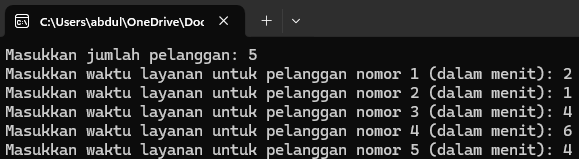 C:\Users\abdul\OneDrive\Doc
Masukkan jumlah pelanggan: 5
Masukkan waktu layanan untuk pelanggan nomor 1 (dalam menit): 2
Masukkan waktu layanan untuk pelanggan nomor 2 (dalam menit): 1
Masukkan waktu layanan untuk pelanggan nomor 3 (dalam menit): 4
Masukkan waktu layanan untuk pelanggan nomor 4 (dalam menit): 6
Masukkan waktu layanan untuk pelanggan nomor 5 (dalam menit): 4